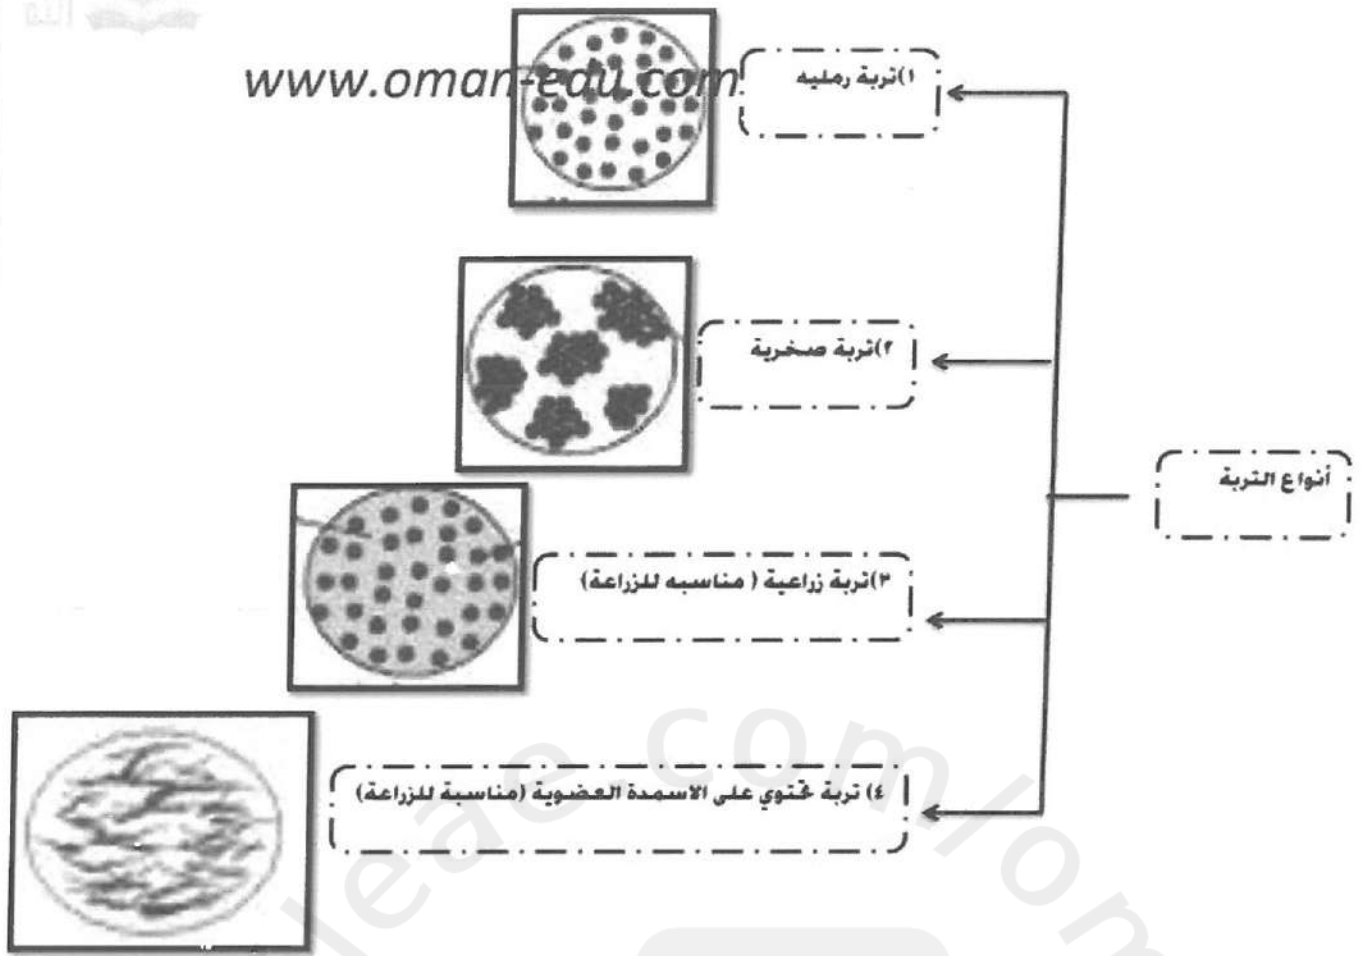 www.oman-edu.com
١)تربة رمليه
٢)تربة صخرية
أنواع التربة
٣)تربة زراعية ( مناسبه للزراعة)
٤) تربة تحتوي على الاسمدة العضوية (مناسبة للزراعة)